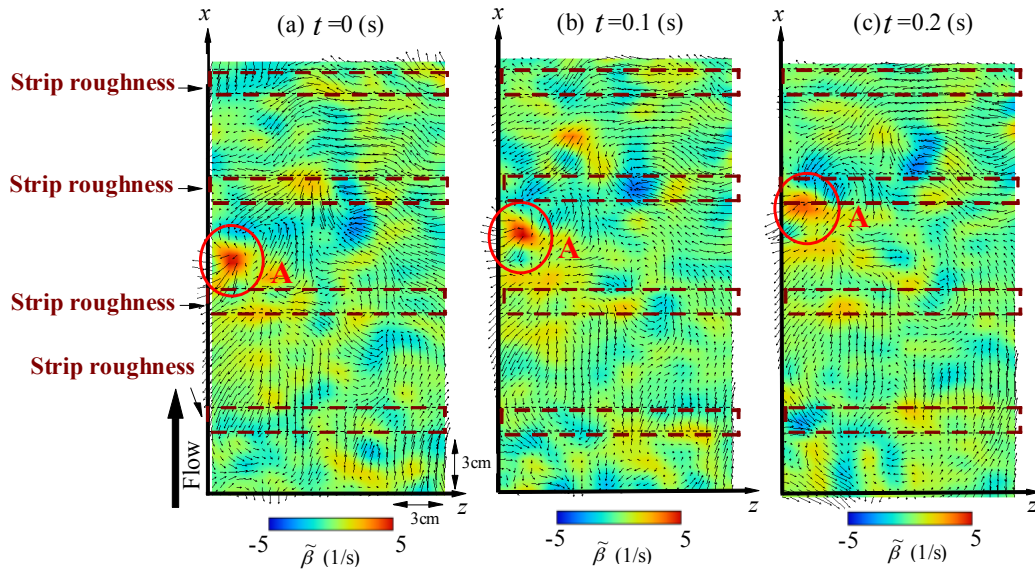 x
(a) t=0 (s)
x
(b) t=0.1 (s)
x
(c) t=0.2 (s)
Strip roughness
Strip roughness
A
A
A
Strip roughness
Strip roughness
Flow
3cm
3cm
z
z
z
-5 5
β̃ (1/s)
-5 5
β̃ (1/s)
-5 5
β̃ (1/s)